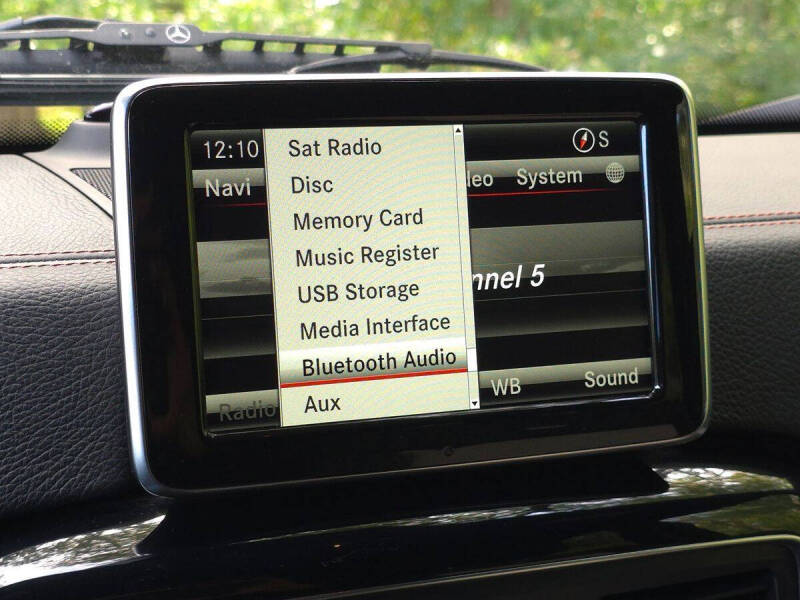 12:10
S
Navi
deo System
Sat Radio
Disc
Memory Card
Music Register
USB Storage
nnel 5
Media Interface
Bluetooth Audio
Aux
Radio
WB
Sound